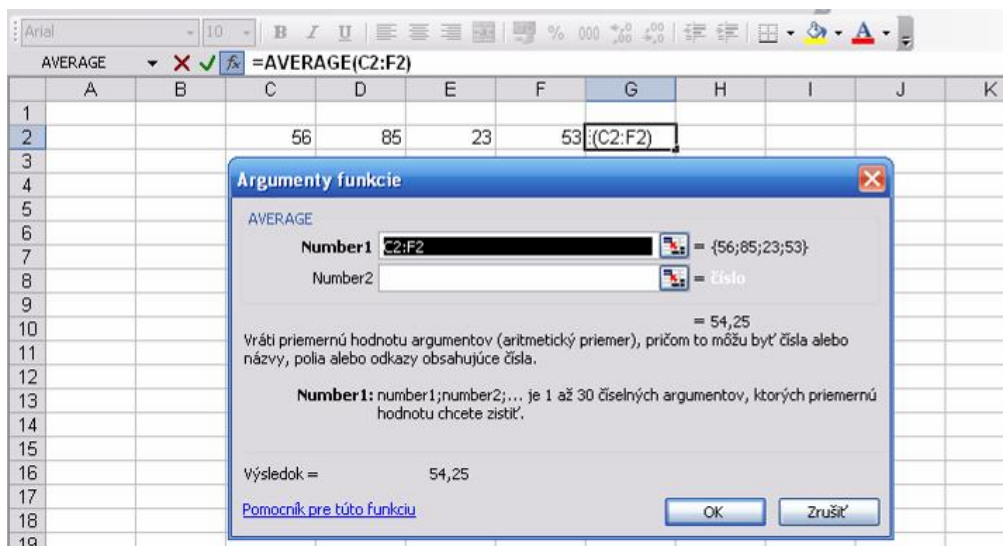 Arial 10 B I U % 000
AVERAGE =AVERAGE(C2:F2)
A B C D E F G H I J K
1
2 56 85 23 53 :(C2:F2)
3
4
5
6
7
8
9
10
11
12
13
14
15
16
17
18
19
Argumenty funkcie
AVERAGE
Number1 C2:F2 = {56;85;23;53}
Number2 = číslo
= 54,25
Vráti priemernú hodnotu argumentov (aritmetický priemer), pričom to môžu byť čísla alebo
názvy, polia alebo odkazy obsahujúce čísla.
Number1: number1;number2;... je 1 až 30 číselných argumentov, ktorých priemernú
hodnotu chcete zistiť.
Výsledok = 54,25
Pomocník pre túto funkciu OK Zrušiť